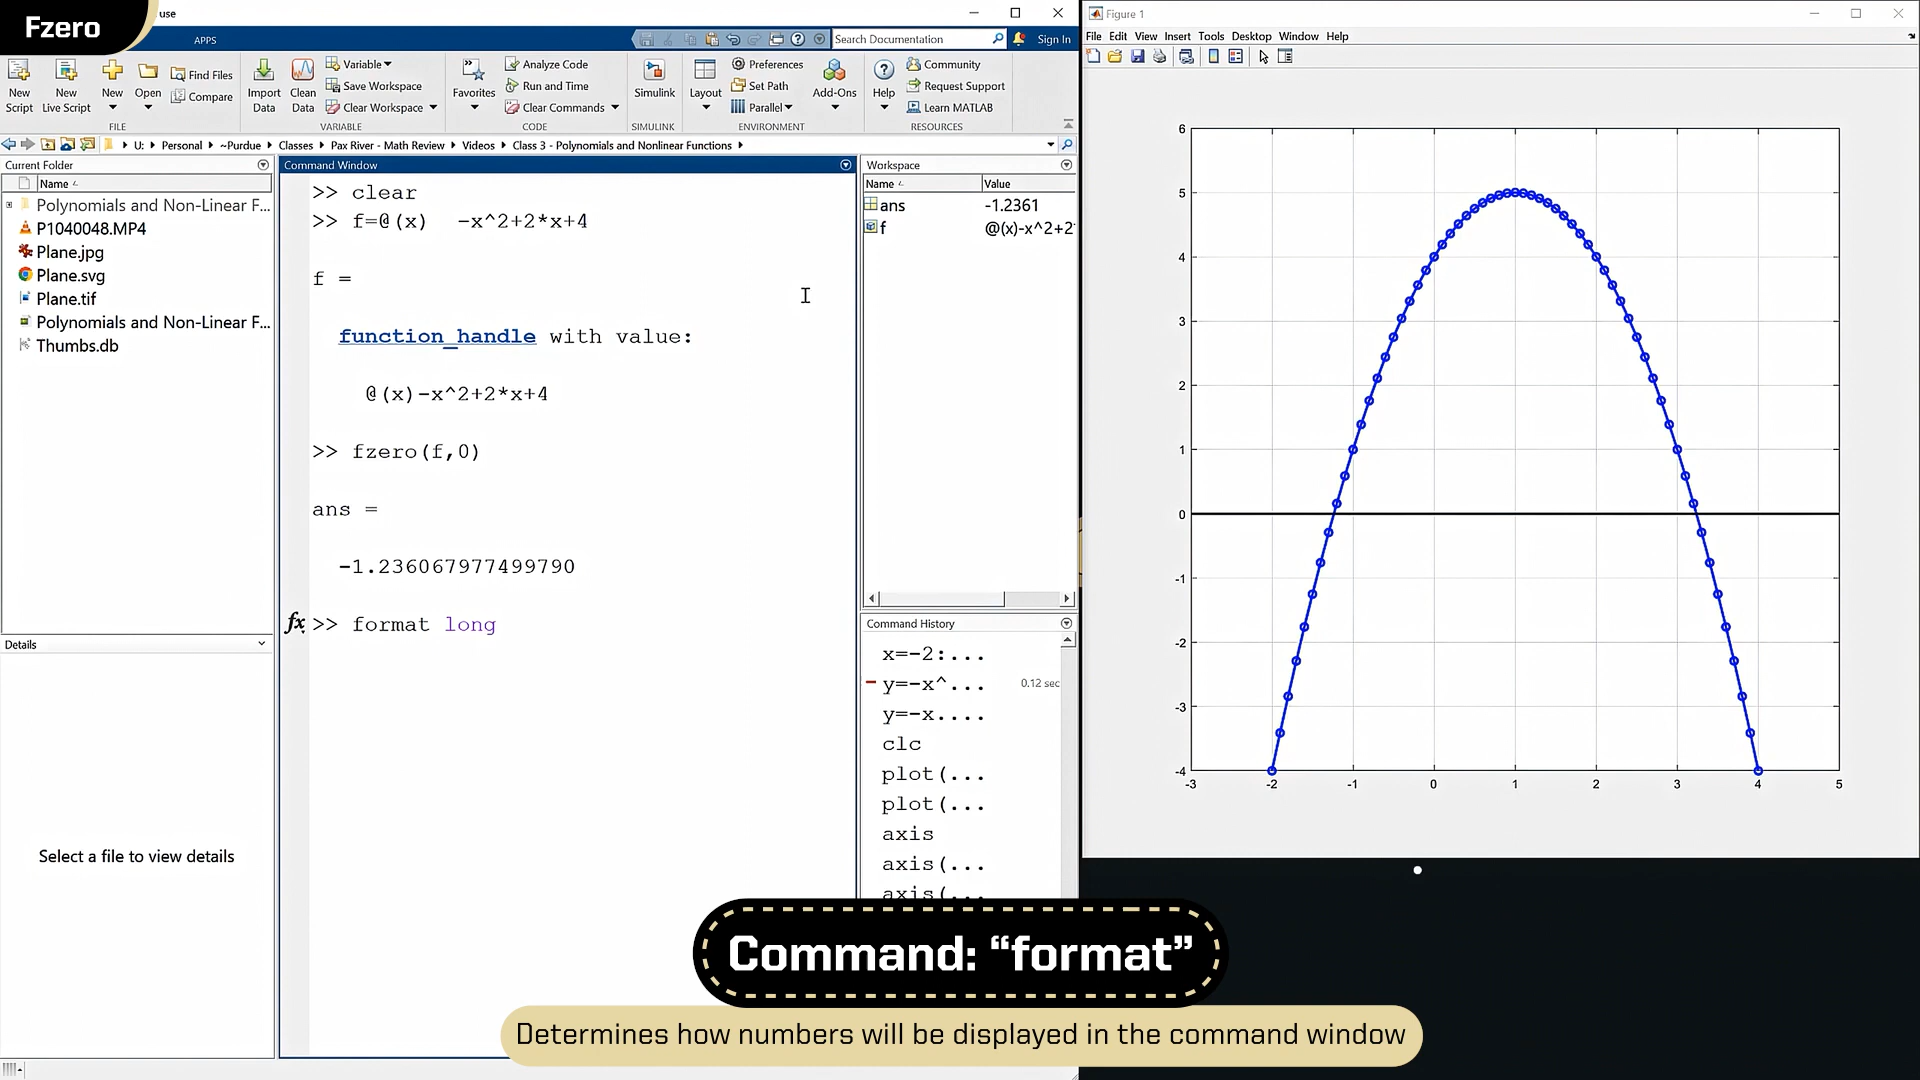 Fzero
use
APPS
Search Documentation
Sign In
New Script
New Live Script
New
Open
Find Files
Compare
Import Data
Clean Data
Variable
Save Workspace
Clear Workspace
Favorites
Analyze Code
Run and Time
Clear Commands
Simulink
Layout
Preferences
Set Path
Parallel
Add-Ons
Help
Community
Request Support
Learn MATLAB
FILE
VARIABLE
CODE
SIMULINK
ENVIRONMENT
RESOURCES
U: Personal ~Purdue Classes Pax River - Math Review Videos Class 3 - Polynomials and Nonlinear Functions
Current Folder
Name
Polynomials and Non-Linear F...
P1040048.MP4
Plane.jpg
Plane.svg
Plane.tif
Polynomials and Non-Linear F...
Thumbs.db
Details
Select a file to view details
Command Window
>> clear
>> f=@(x)  -x^2+2*x+4
f =
function_handle with value:
@(x)-x^2+2*x+4
>> fzero(f,0)
ans =
-1.236067977499790
fx >> format long
Workspace
Name Value
ans -1.2361
f @(x)-x^2+2
Command History
x=-2:...
y=-x^... 0.12 sec
y=-x....
clc
plot(...
plot(...
axis
axis(...
axis(...
Figure 1
File Edit View Insert Tools Desktop Window Help
6
5
4
3
2
1
0
-1
-2
-3
-4
-3 -2 -1 0 1 2 3 4 5
Command: “format”
Determines how numbers will be displayed in the command window